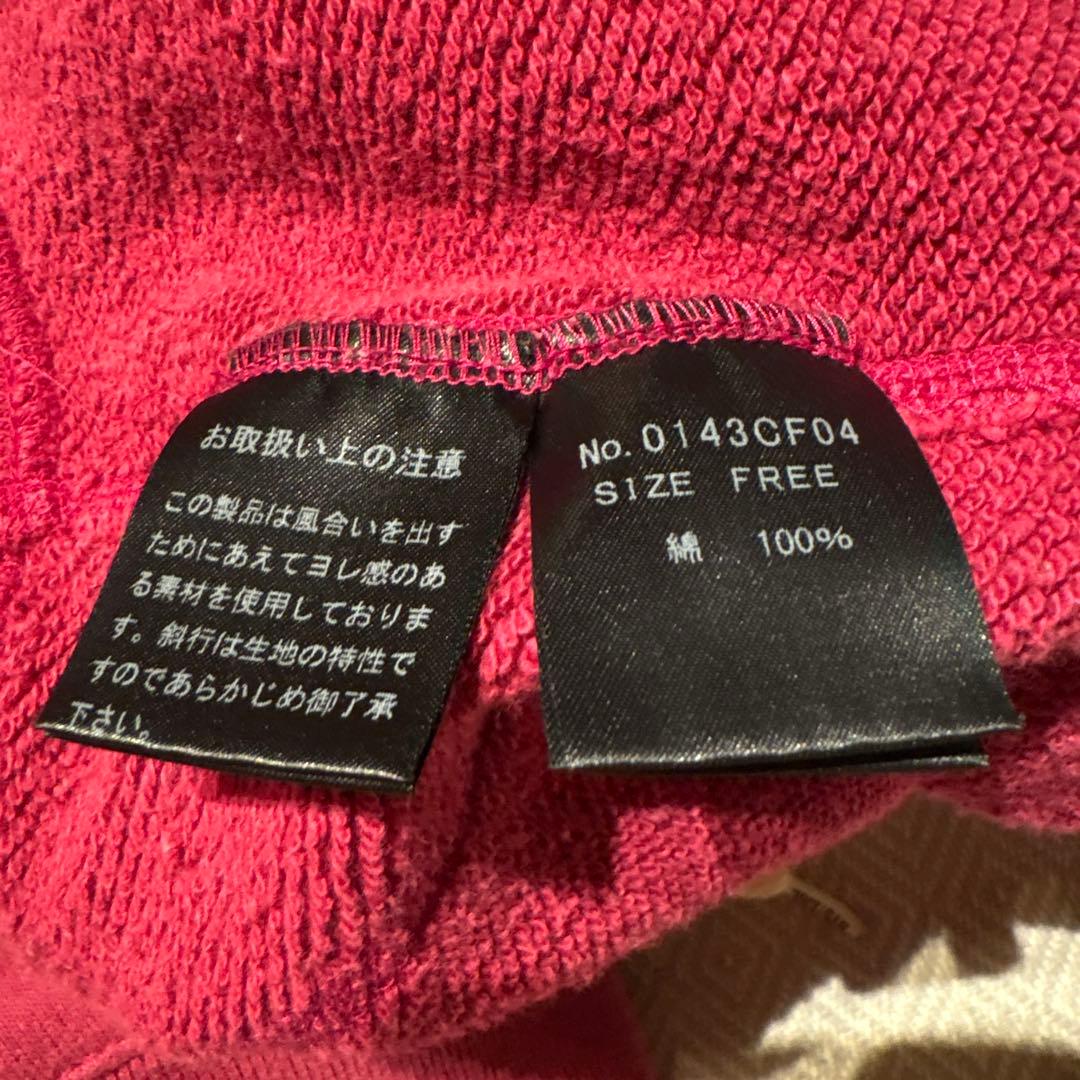 お取扱い上の注意
この製品は風合いを出す
ためにあえてヨレ感のあ
る素材を使用しておりま
す。斜行は生地の特性で
すのであらかじめ御了承
下さい。
No. 0143CF04
SIZE FREE
綿 100%